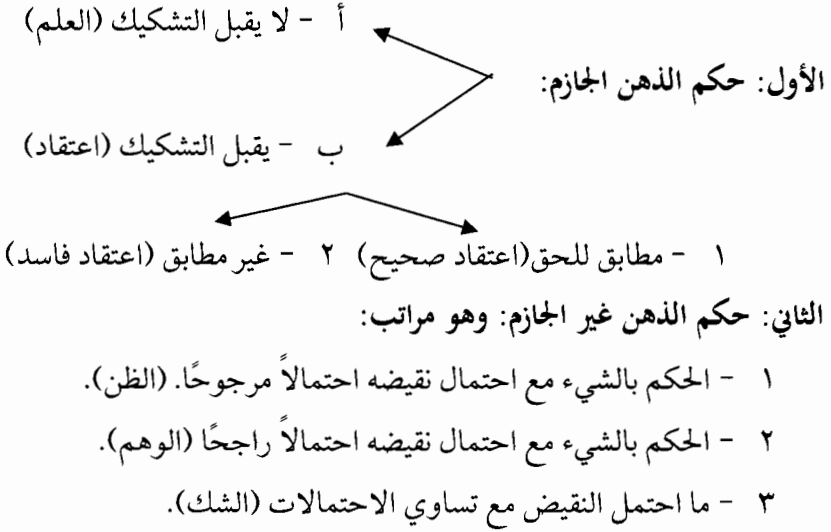 أ - لا يقبل التشكيك (العلم)
الأول: حكم الذهن الجازم:
ب - يقبل التشكيك (اعتقاد)
١ - مطابق للحق(اعتقاد صحيح) ٢ - غير مطابق (اعتقاد فاسد)
الثاني: حكم الذهن غير الجازم: وهو مراتب:
١ - الحكم بالشيء مع احتمال نقيضه احتمالاً مرجوحًا. (الظن).
٢ - الحكم بالشيء مع احتمال نقيضه احتمالاً راجحًا (الوهم).
٣ - ما احتمل النقيض مع تساوي الاحتمالات (الشك).